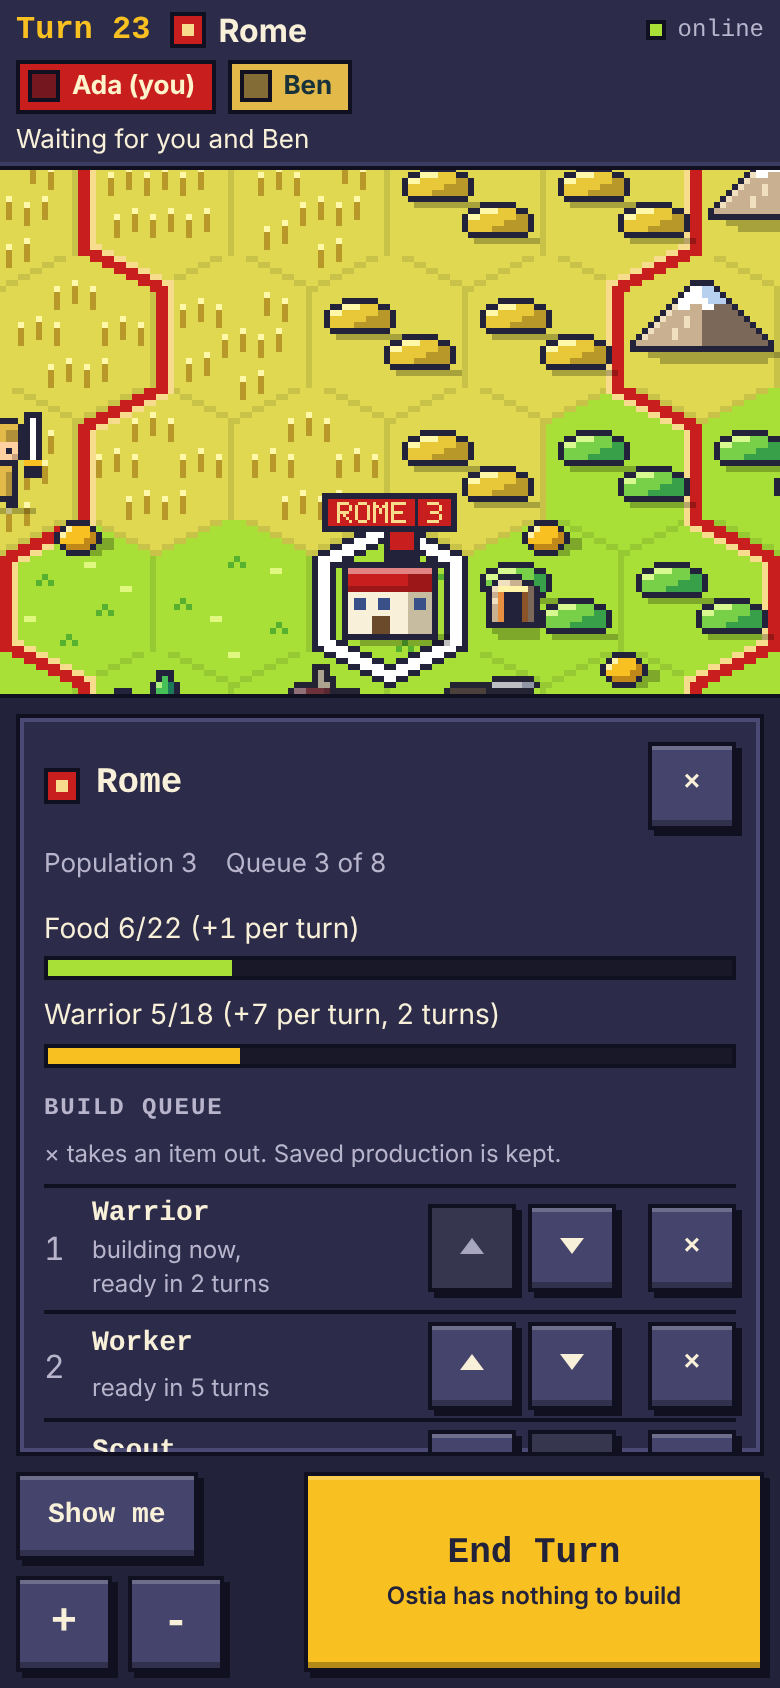 Turn 23 Rome online
Ada (you) Ben
Waiting for you and Ben
ROME 3
Rome ×
Population 3 Queue 3 of 8
Food 6/22 (+1 per turn)
Warrior 5/18 (+7 per turn, 2 turns)
BUILD QUEUE
× takes an item out. Saved production is kept.
1 Warrior ×
building now,
ready in 2 turns
2 Worker ×
ready in 5 turns
Scout
Show me
+ -
End Turn
Ostia has nothing to build